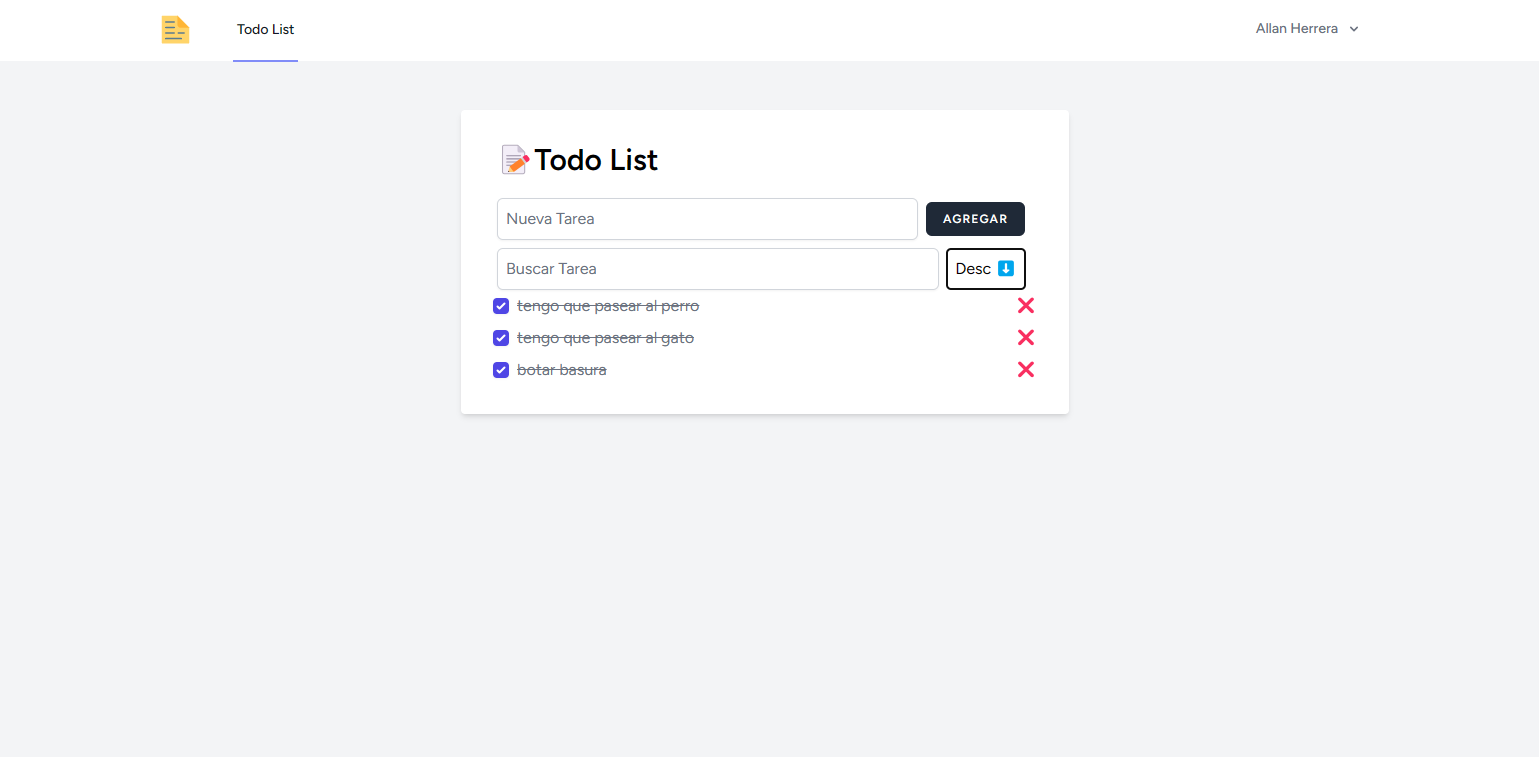 Todo List
Allan Herrera
Todo List
Nueva Tarea
AGREGAR
Buscar Tarea
Desc
tengo que pasear al perro
tengo que pasear al gato
botar basura